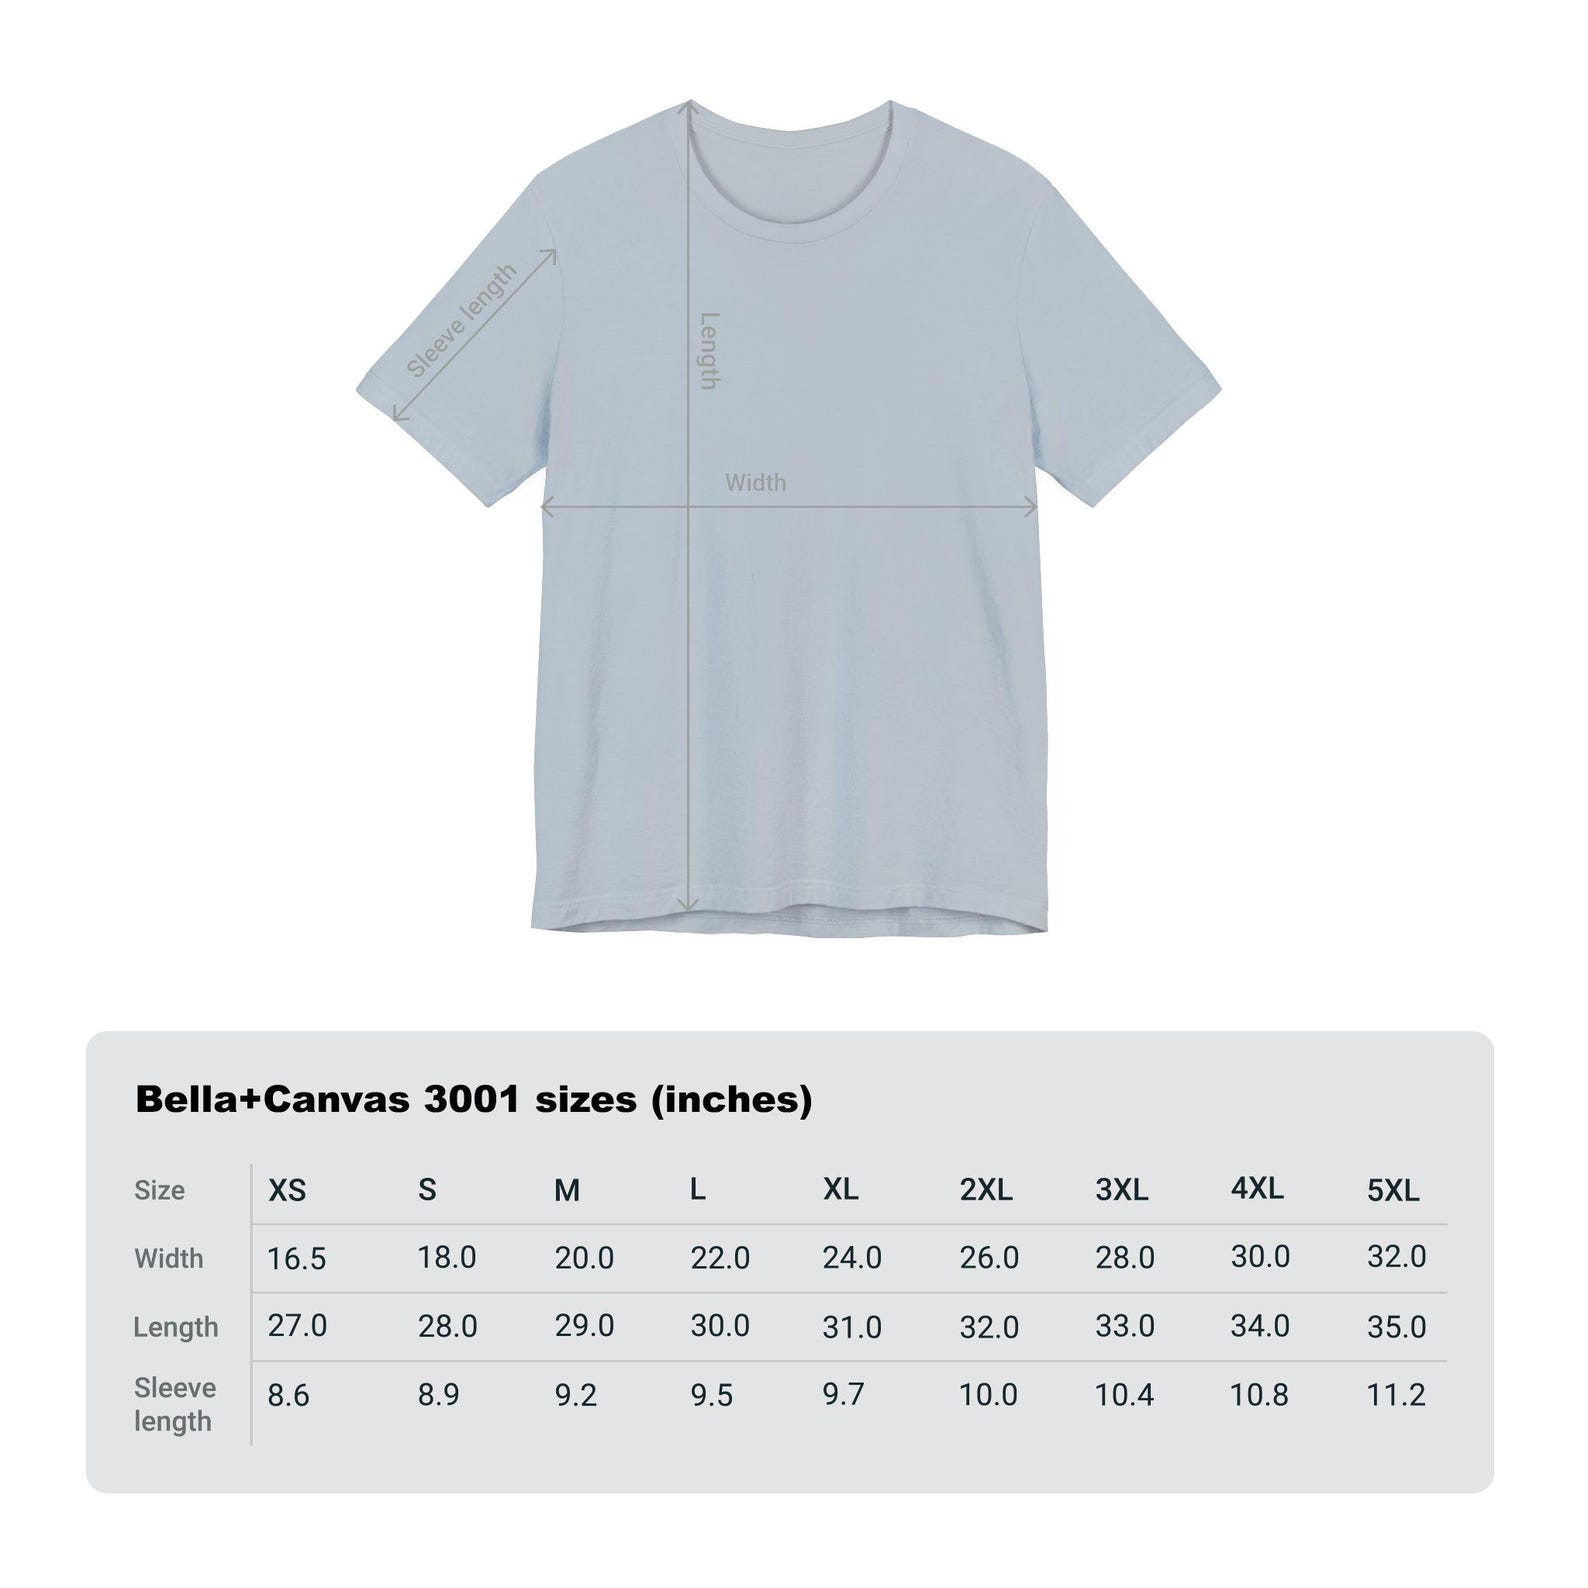 Sleeve length
Length
Width
Bella+Canvas 3001 sizes (inches)
Size XS S M L XL 2XL 3XL 4XL 5XL
Width 16.5 18.0 20.0 22.0 24.0 26.0 28.0 30.0 32.0
Length 27.0 28.0 29.0 30.0 31.0 32.0 33.0 34.0 35.0
Sleeve
length 8.6 8.9 9.2 9.5 9.7 10.0 10.4 10.8 11.2